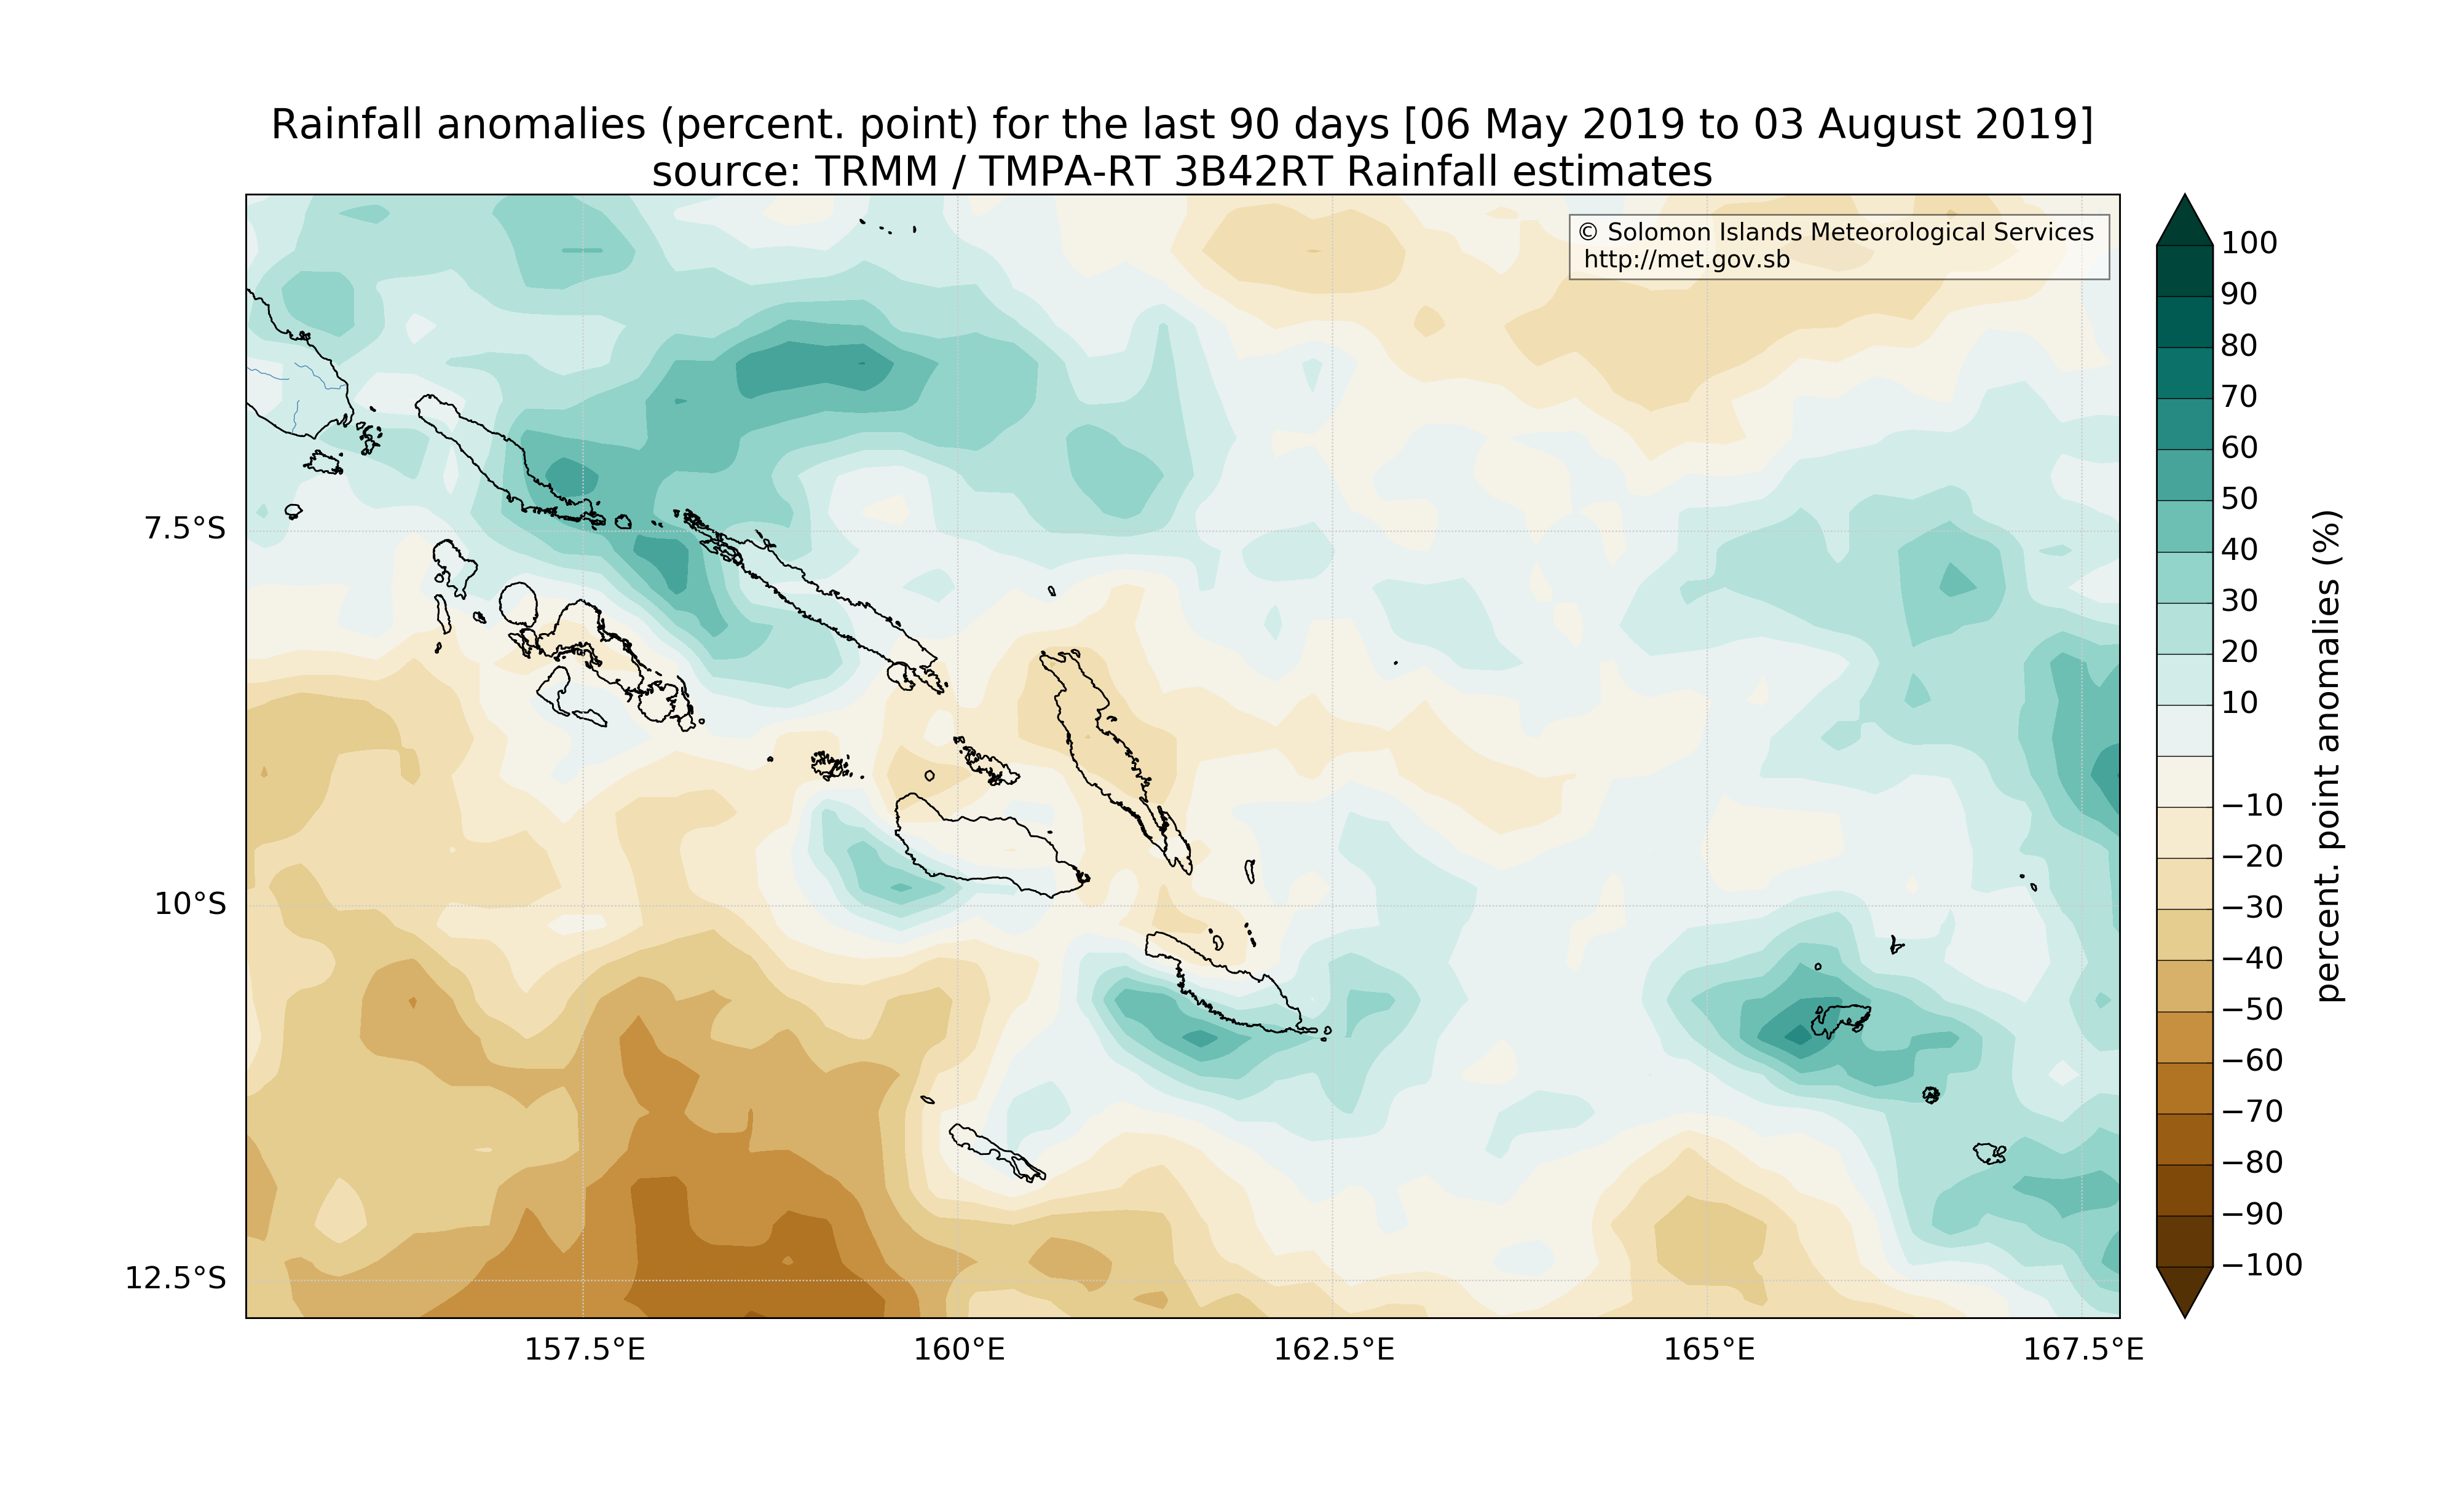 Rainfall anomalies (percent. point) for the last 90 days [06 May 2019 to 03 August 2019]
source: TRMM / TMPA-RT 3B42RT Rainfall estimates
© Solomon Islands Meteorological Services
http://met.gov.sb
7.5°S
10°S
12.5°S
157.5°E
160°E
162.5°E
165°E
167.5°E
100
90
80
70
60
50
40
30
20
10
−10
−20
−30
−40
−50
−60
−70
−80
−90
−100
percent. point anomalies (%)